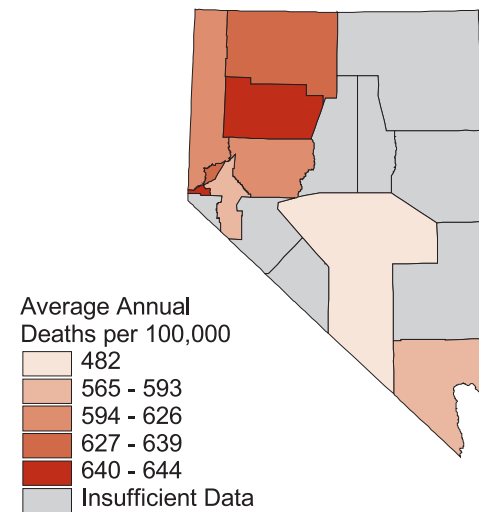 Average Annual
Deaths per 100,000
482
565 - 593
594 - 626
627 - 639
640 - 644
Insufficient Data